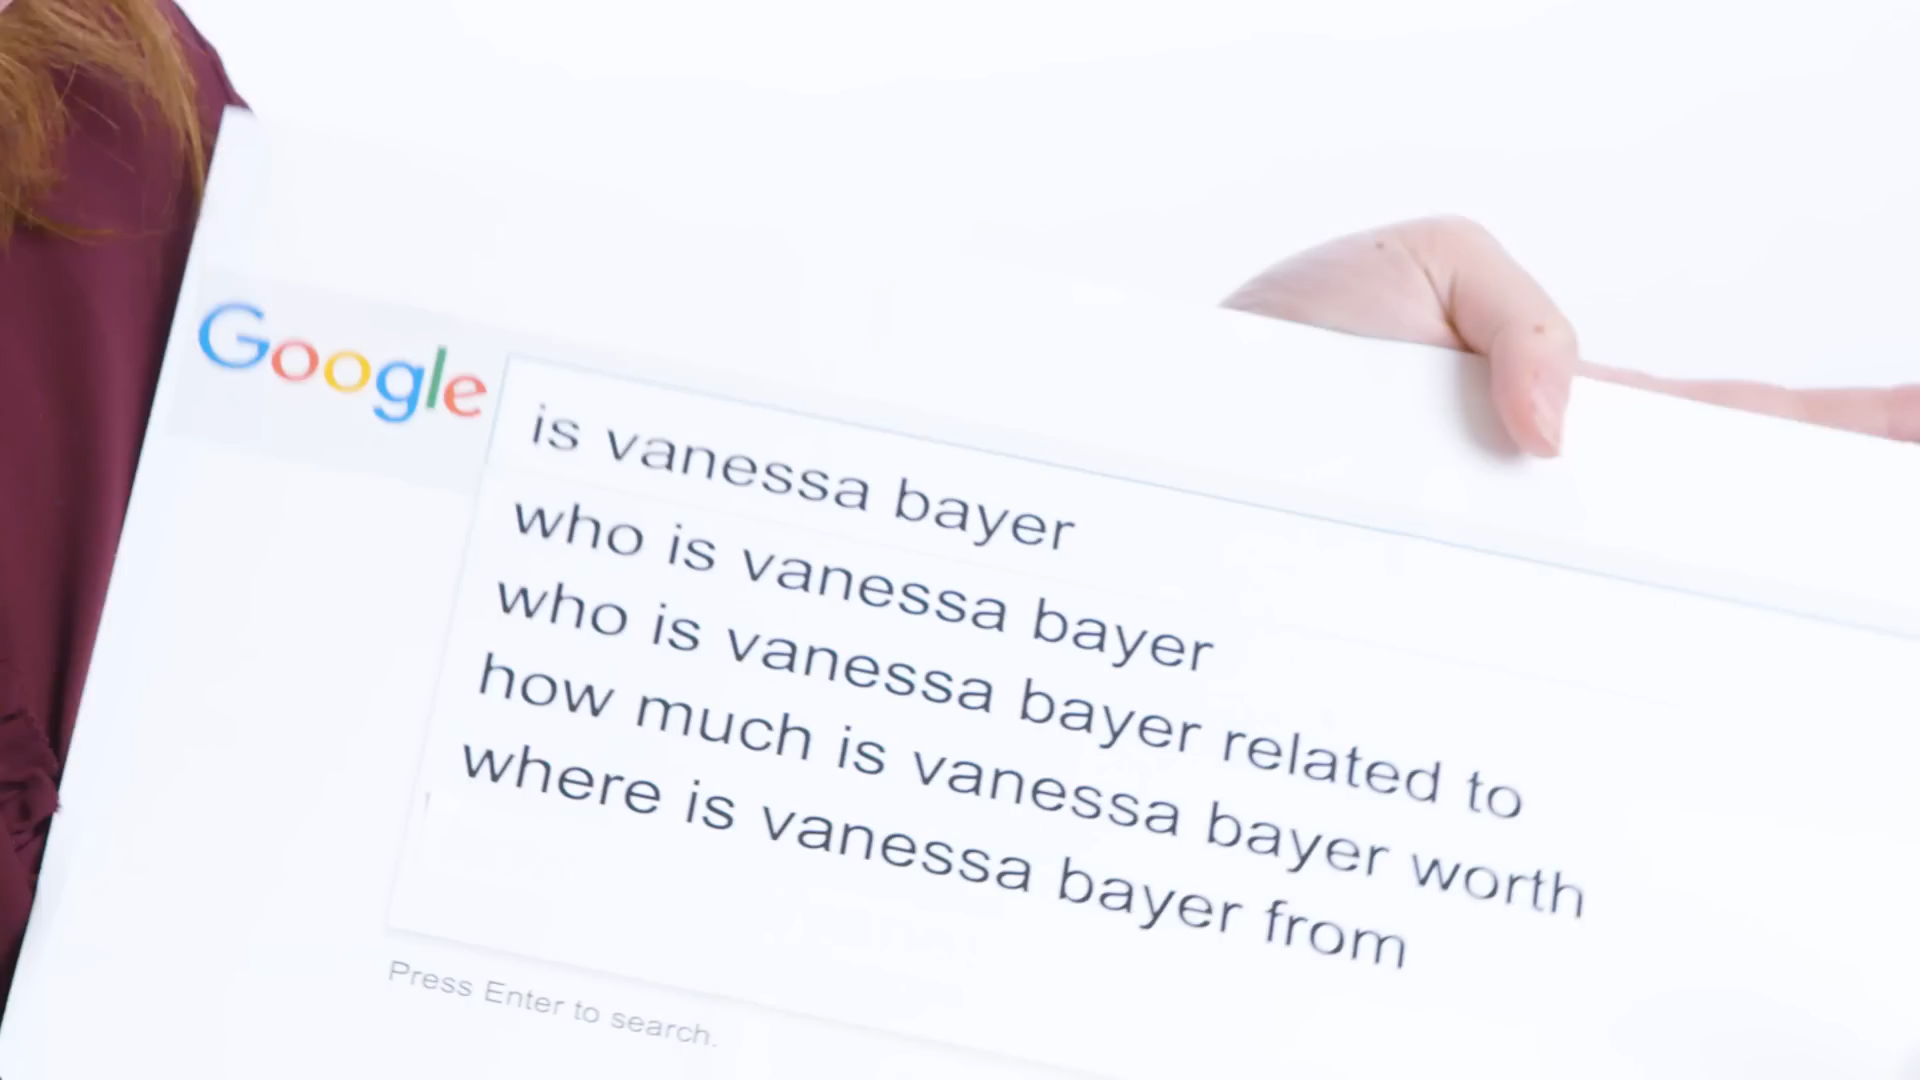 Google
is vanessa bayer
who is vanessa bayer
who is vanessa bayer related to
how much is vanessa bayer worth
where is vanessa bayer from
Press Enter to search.